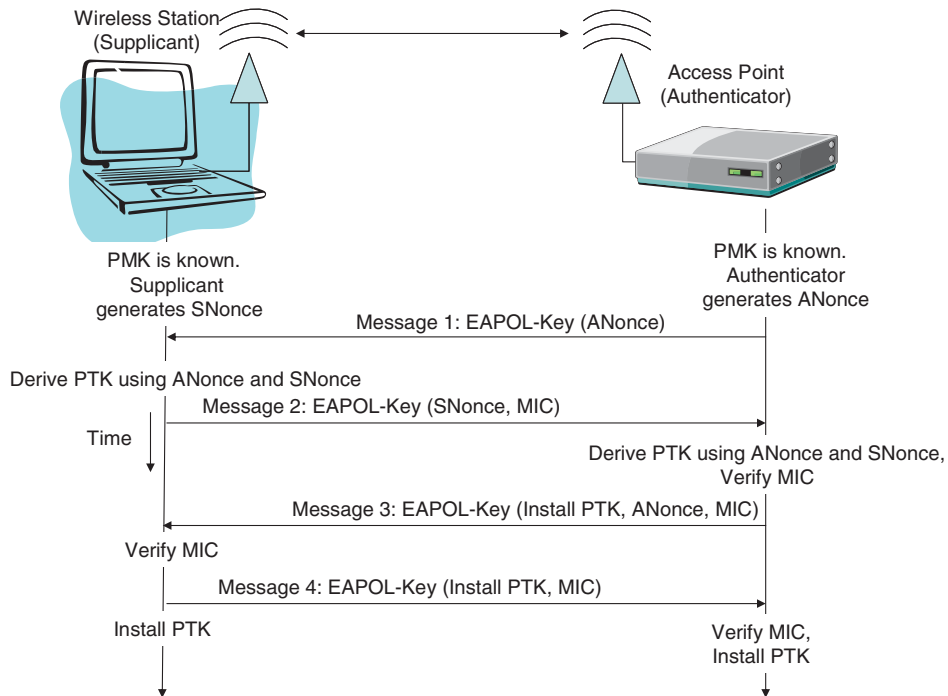 Wireless Station
(Supplicant)
Access Point
(Authenticator)
PMK is known.
Supplicant
generates SNonce
PMK is known.
Authenticator
generates ANonce
Message 1: EAPOL-Key (ANonce)
Derive PTK using ANonce and SNonce
Message 2: EAPOL-Key (SNonce, MIC)
Time
Derive PTK using ANonce and SNonce,
Verify MIC
Message 3: EAPOL-Key (Install PTK, ANonce, MIC)
Verify MIC
Message 4: EAPOL-Key (Install PTK, MIC)
Install PTK
Verify MIC,
Install PTK